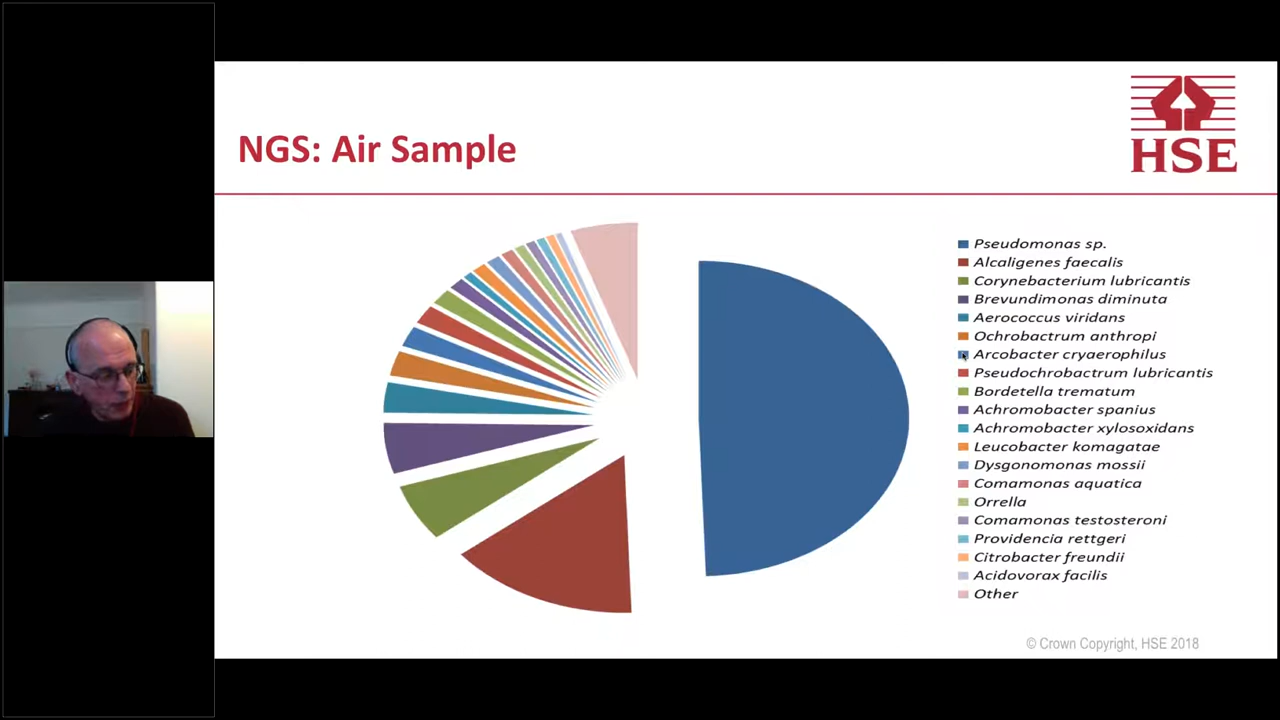 HSE
NGS: Air Sample
Pseudomonas sp.
Alcaligenes faecalis
Corynebacterium lubricantis
Brevundimonas diminuta
Aerococcus viridans
Ochrobactrum anthropi
Arcobacter cryaerophilus
Pseudochrobactrum lubricantis
Bordetella trematum
Achromobacter spanius
Achromobacter xylosoxidans
Leucobacter komagatae
Dysgonomonas mossii
Comamonas aquatica
Orrella
Comamonas testosteroni
Providencia rettgeri
Citrobacter freundii
Acidovorax facilis
Other
© Crown Copyright, HSE 2018